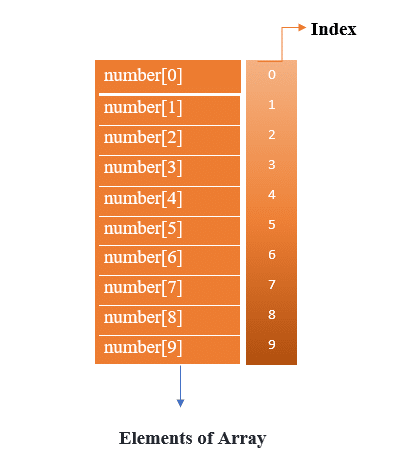 Index
number[0] 0
number[1] 1
number[2] 2
number[3] 3
number[4] 4
number[5] 5
number[6] 6
number[7] 7
number[8] 8
number[9] 9
Elements of Array